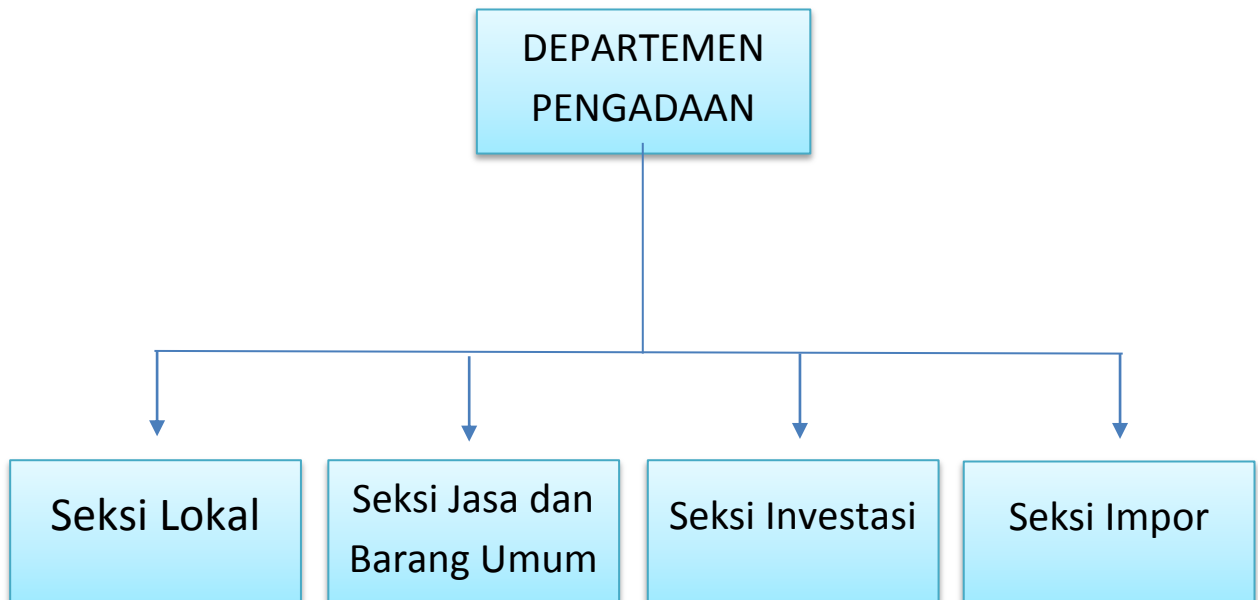 DEPARTEMEN
PENGADAAN
Seksi Lokal
Seksi Jasa dan
Barang Umum
Seksi Investasi
Seksi Impor